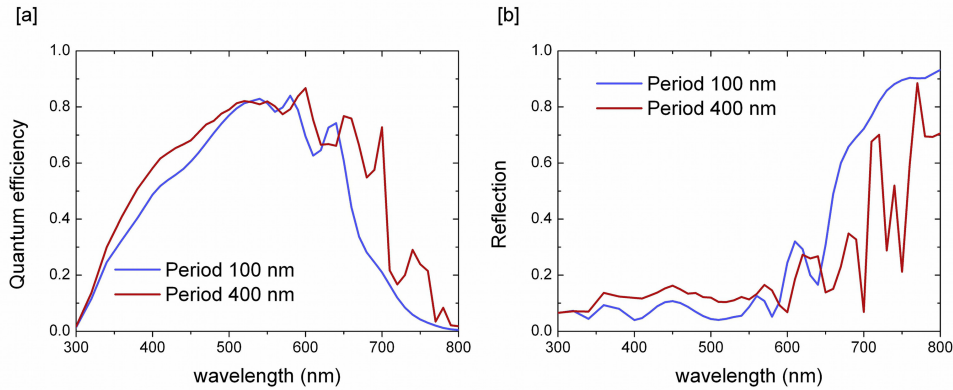 [a]
[b]
1.0
0.8
0.6
0.4
0.2
0.0
Quantum efficiency
Period 100 nm
Period 400 nm
300 400 500 600 700 800
wavelength (nm)
1.0
0.8
0.6
0.4
0.2
0.0
Reflection
Period 100 nm
Period 400 nm
300 400 500 600 700 800
wavelength (nm)